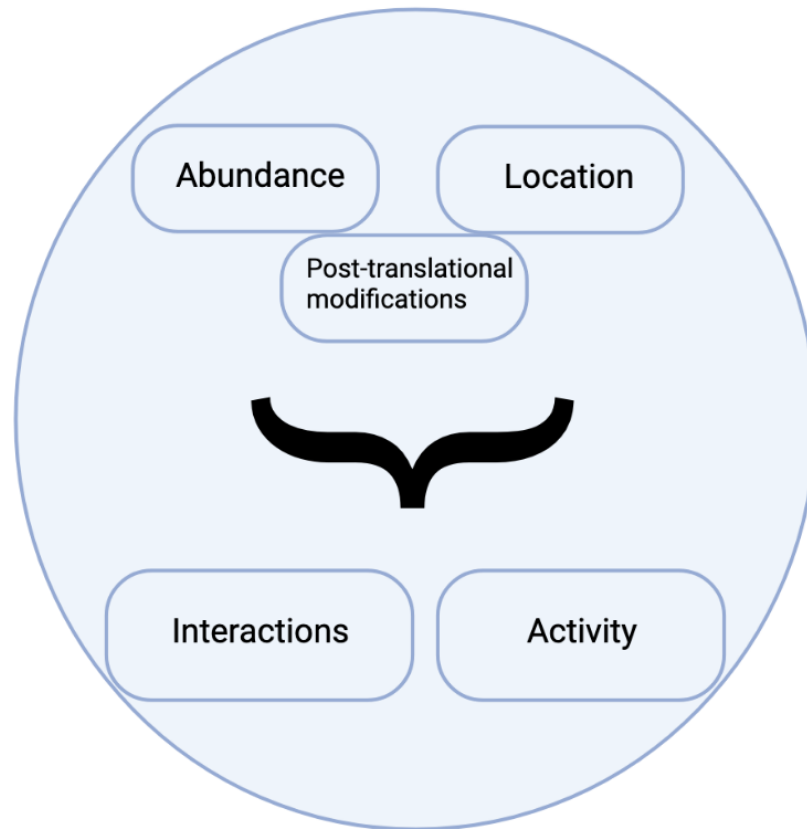 Abundance
Location
Post-translational
modifications
Interactions
Activity